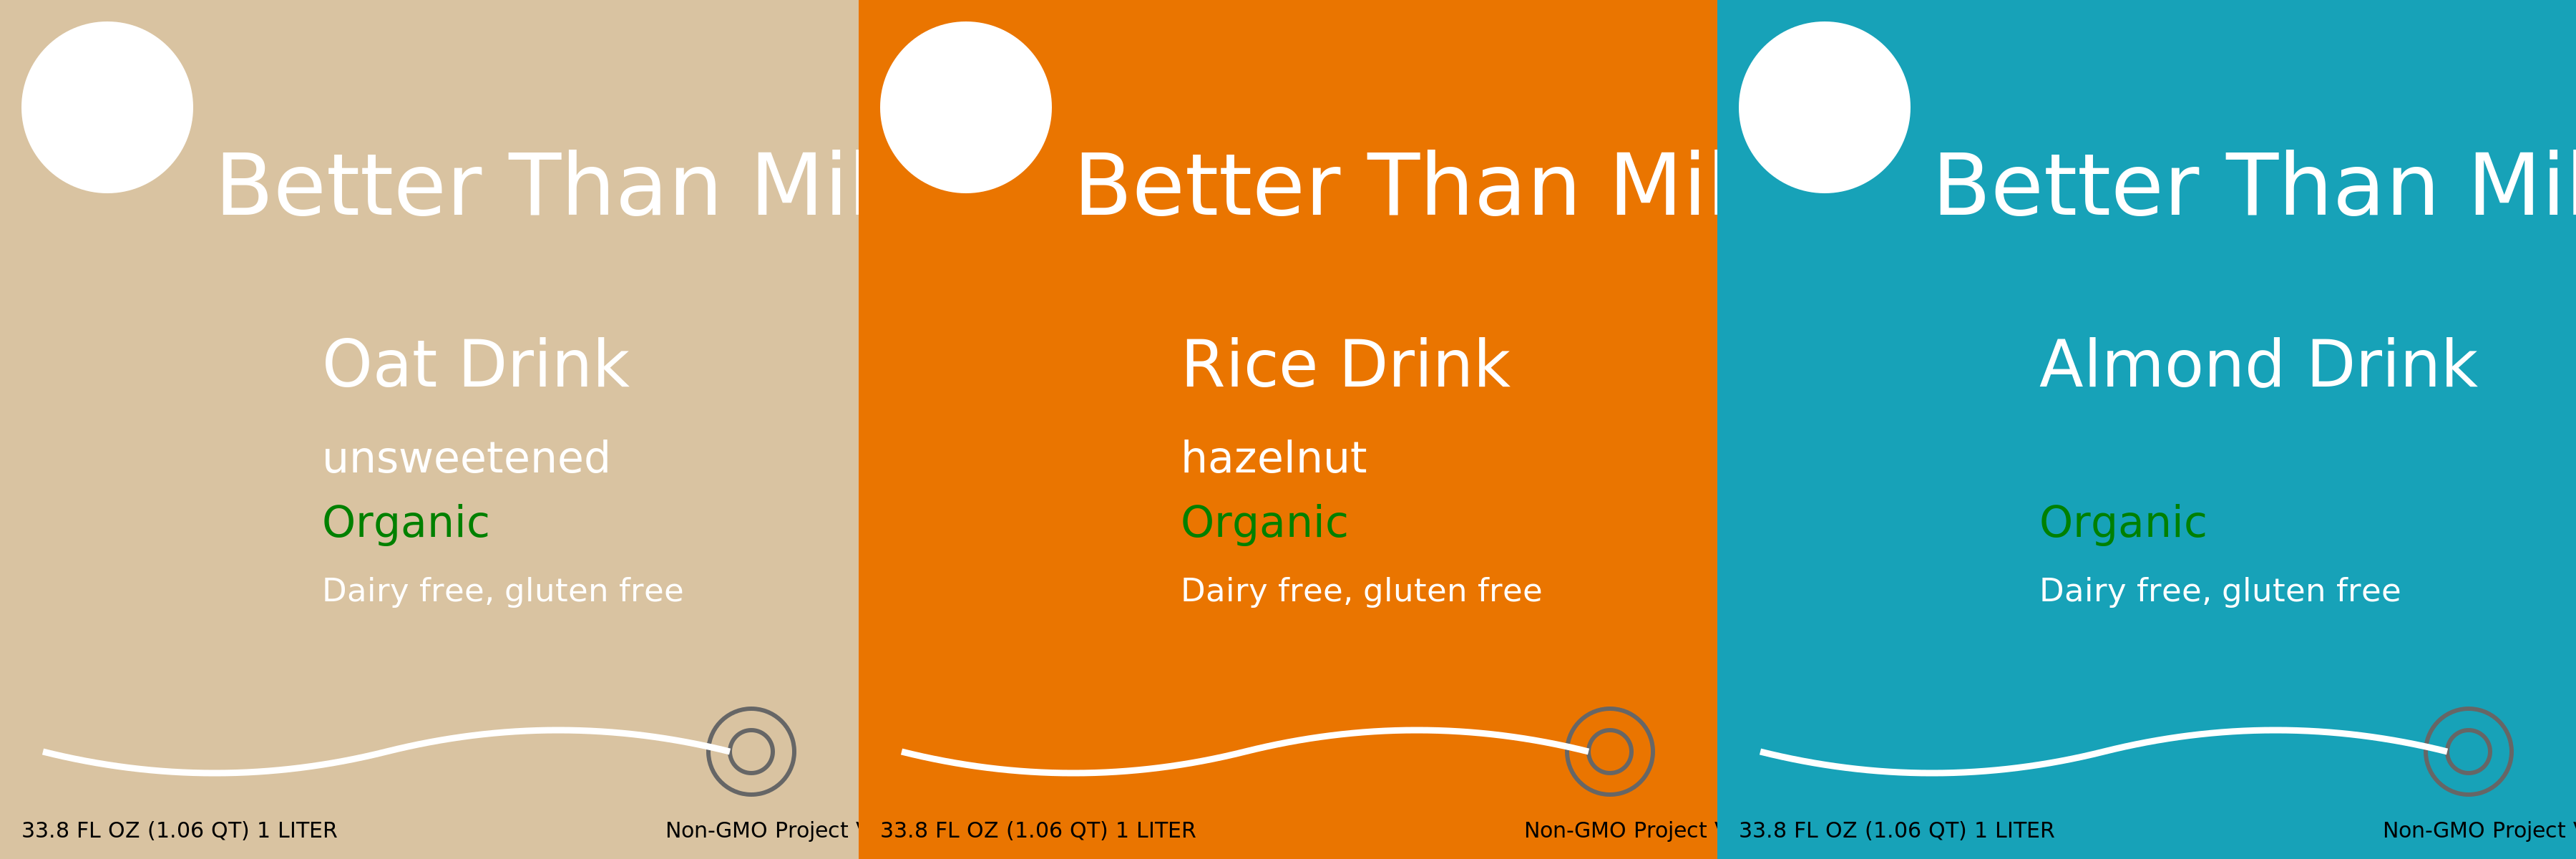 Better Than Mil
Oat Drink
unsweetened
Organic
Dairy free, gluten free
33.8 FL OZ (1.06 QT) 1 LITER
Non-GMO Project
Better Than Mil
Rice Drink
hazelnut
Organic
Dairy free, gluten free
33.8 FL OZ (1.06 QT) 1 LITER
Non-GMO Project
Better Than Mil
Almond Drink
Organic
Dairy free, gluten free
33.8 FL OZ (1.06 QT) 1 LITER
Non-GMO Project